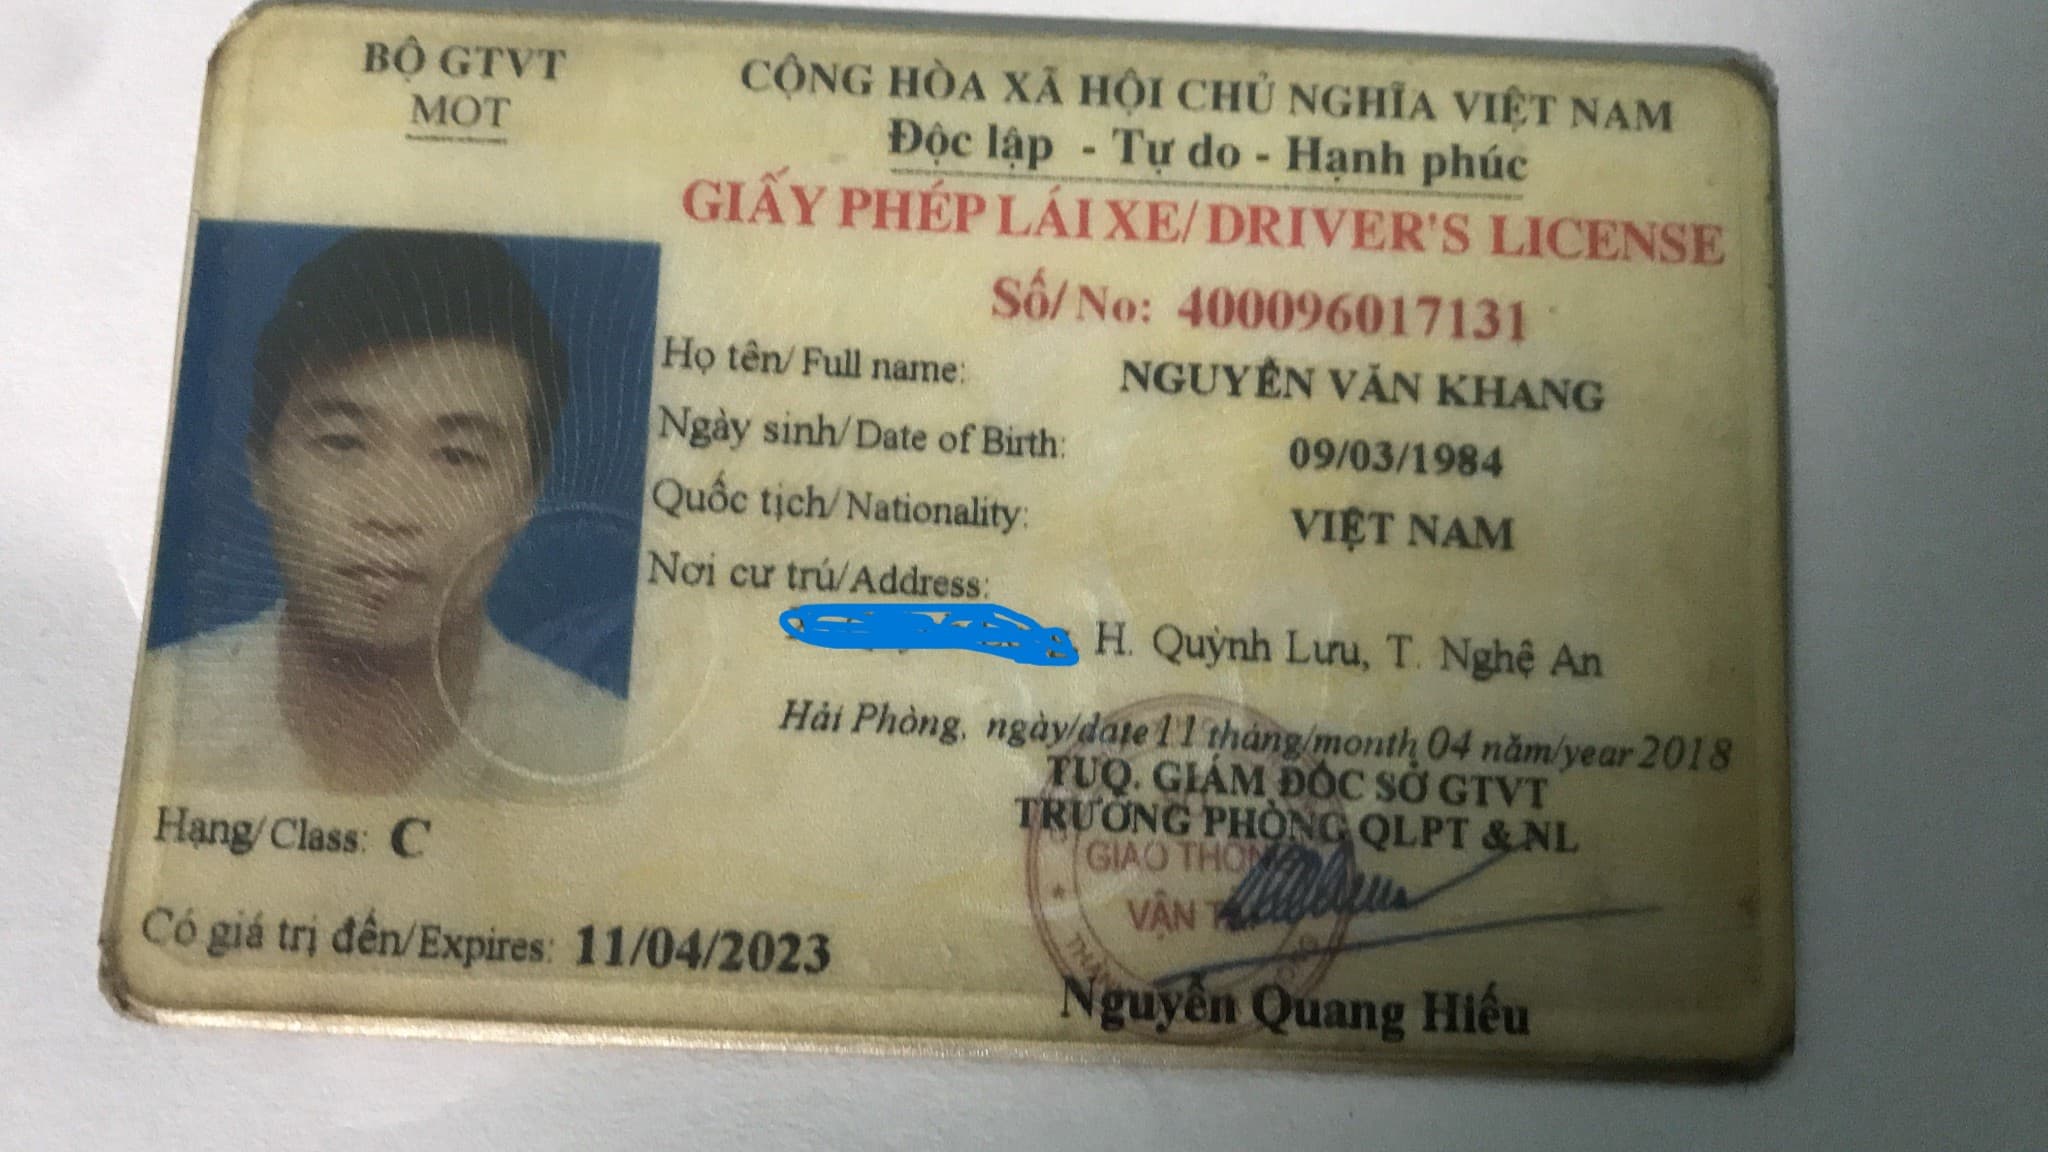 BỘ GTVT
MOT
CỘNG HÒA XÃ HỘI CHỦ NGHĨA VIỆT NAM
Độc lập - Tự do - Hạnh phúc
GIẤY PHÉP LÁI XE/DRIVER'S LICENSE
Số/No: 400096017131
Họ tên/Full name: NGUYỄN VĂN KHANG
Ngày sinh/Date of Birth: 09/03/1984
Quốc tịch/Nationality: VIỆT NAM
Nơi cư trú/Address:
H. Quỳnh Lưu, T. Nghệ An
Hải Phòng, ngày/date 11 tháng/month 04 năm/year 2018
TUQ. GIÁM ĐỐC SỞ GTVT
TRƯỞNG PHÒNG QLPT & NL
GIAO THÔNG
VẬN
Hạng/Class: C
Có giá trị đến/Expires: 11/04/2023
Nguyễn Quang Hiếu